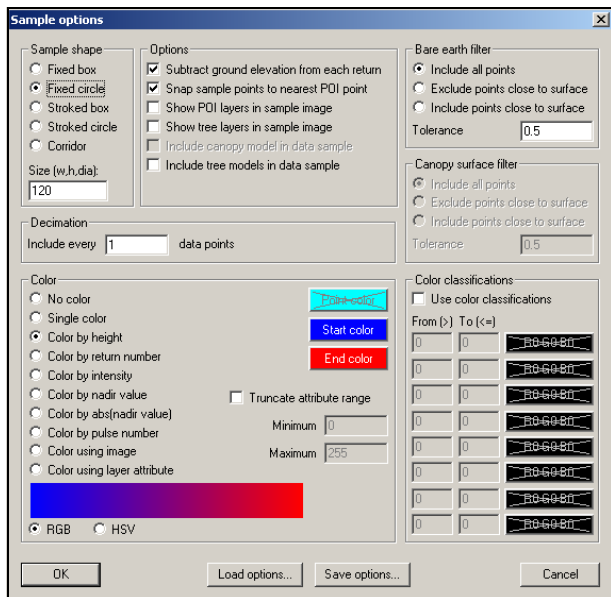 Sample options
Sample shape
Fixed box
Fixed circle
Stroked box
Stroked circle
Corridor
Size (w,h,dia):
120
Options
Subtract ground elevation from each return
Snap sample points to nearest POI point
Show POI layers in sample image
Show tree layers in sample image
Include canopy model in data sample
Include tree models in data sample
Bare earth filter
Include all points
Exclude points close to surface
Include points close to surface
Tolerance 0.5
Canopy surface filter
Include all points
Exclude points close to surface
Include points close to surface
Tolerance 0.5
Decimation
Include every 1 data points
Color
No color
Single color
Color by height
Color by return number
Color by intensity
Color by nadir value
Color by abs(nadir value)
Color by pulse number
Color using image
Color using layer attribute
Point color
Start color
End color
Truncate attribute range
Minimum 0
Maximum 255
RGB HSV
Color classifications
Use color classifications
From (>) To (<=)
0 0 R0 G0 B0
0 0 R0 G0 B0
0 0 R0 G0 B0
0 0 R0 G0 B0
0 0 R0 G0 B0
0 0 R0 G0 B0
0 0 R0 G0 B0
0 0 R0 G0 B0
OK Load options... Save options... Cancel